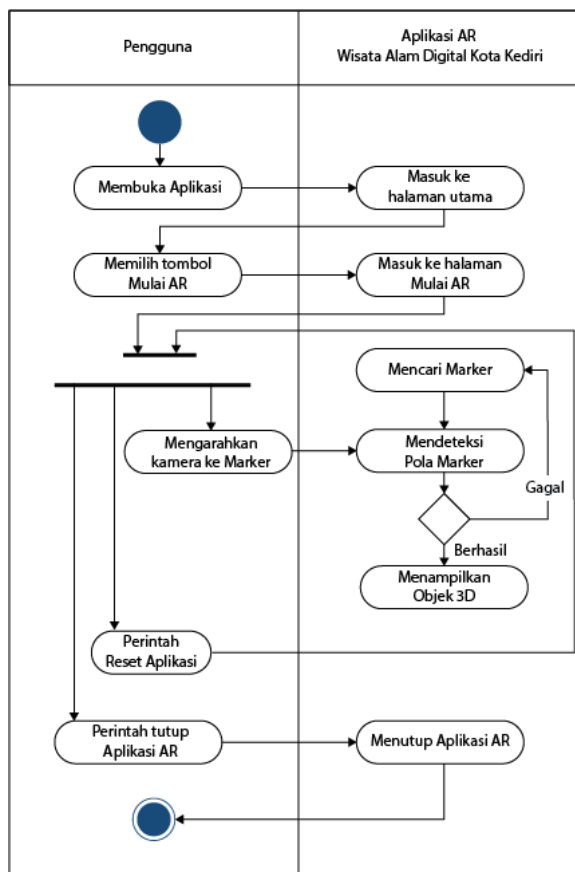 Pengguna
Aplikasi AR
Wisata Alam Digital Kota Kediri
Membuka Aplikasi
Masuk ke
halaman utama
Memilih tombol
Mulai AR
Masuk ke halaman
Mulai AR
Mencari Marker
Mengarahkan
kamera ke Marker
Mendeteksi
Pola Marker
Gagal
Berhasil
Menampilkan
Objek 3D
Perintah
Reset Aplikasi
Perintah tutup
Aplikasi AR
Menutup Aplikasi AR